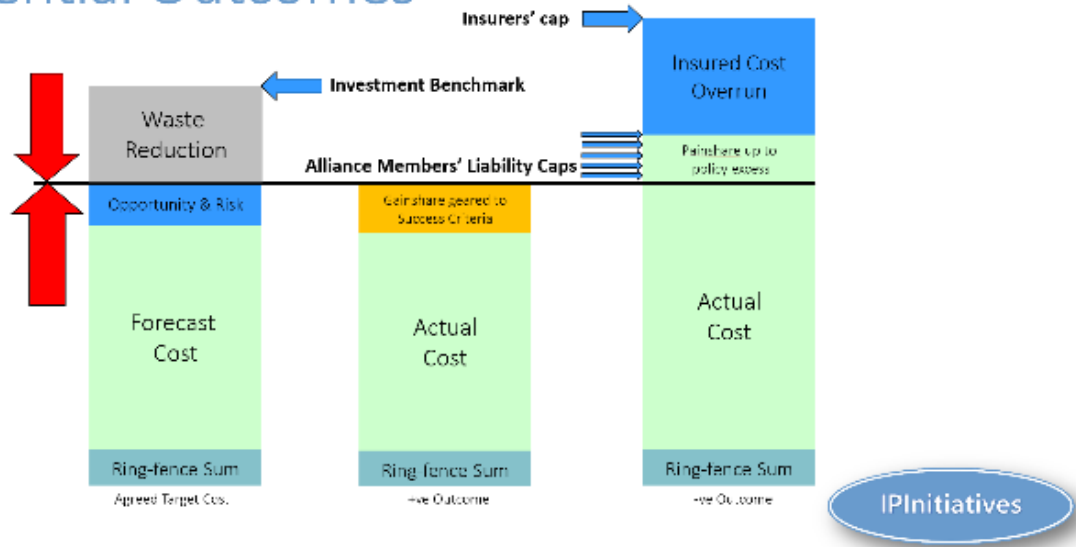 ential Outcomes
Insurers' cap
Insured Cost
Overrun
Investment Benchmark
Waste
Reduction
Painshare up to
policy excess
Alliance Members' Liability Caps
Opportunity & Risk
Gainshare geared to
Success Criteria
Forecast
Cost
Actual
Cost
Actual
Cost
Ring-fence Sum
Ring-fence Sum
Ring-fence Sum
Agreed Target Cost
+ve Outcome
-ve Outcome
IPInitiatives